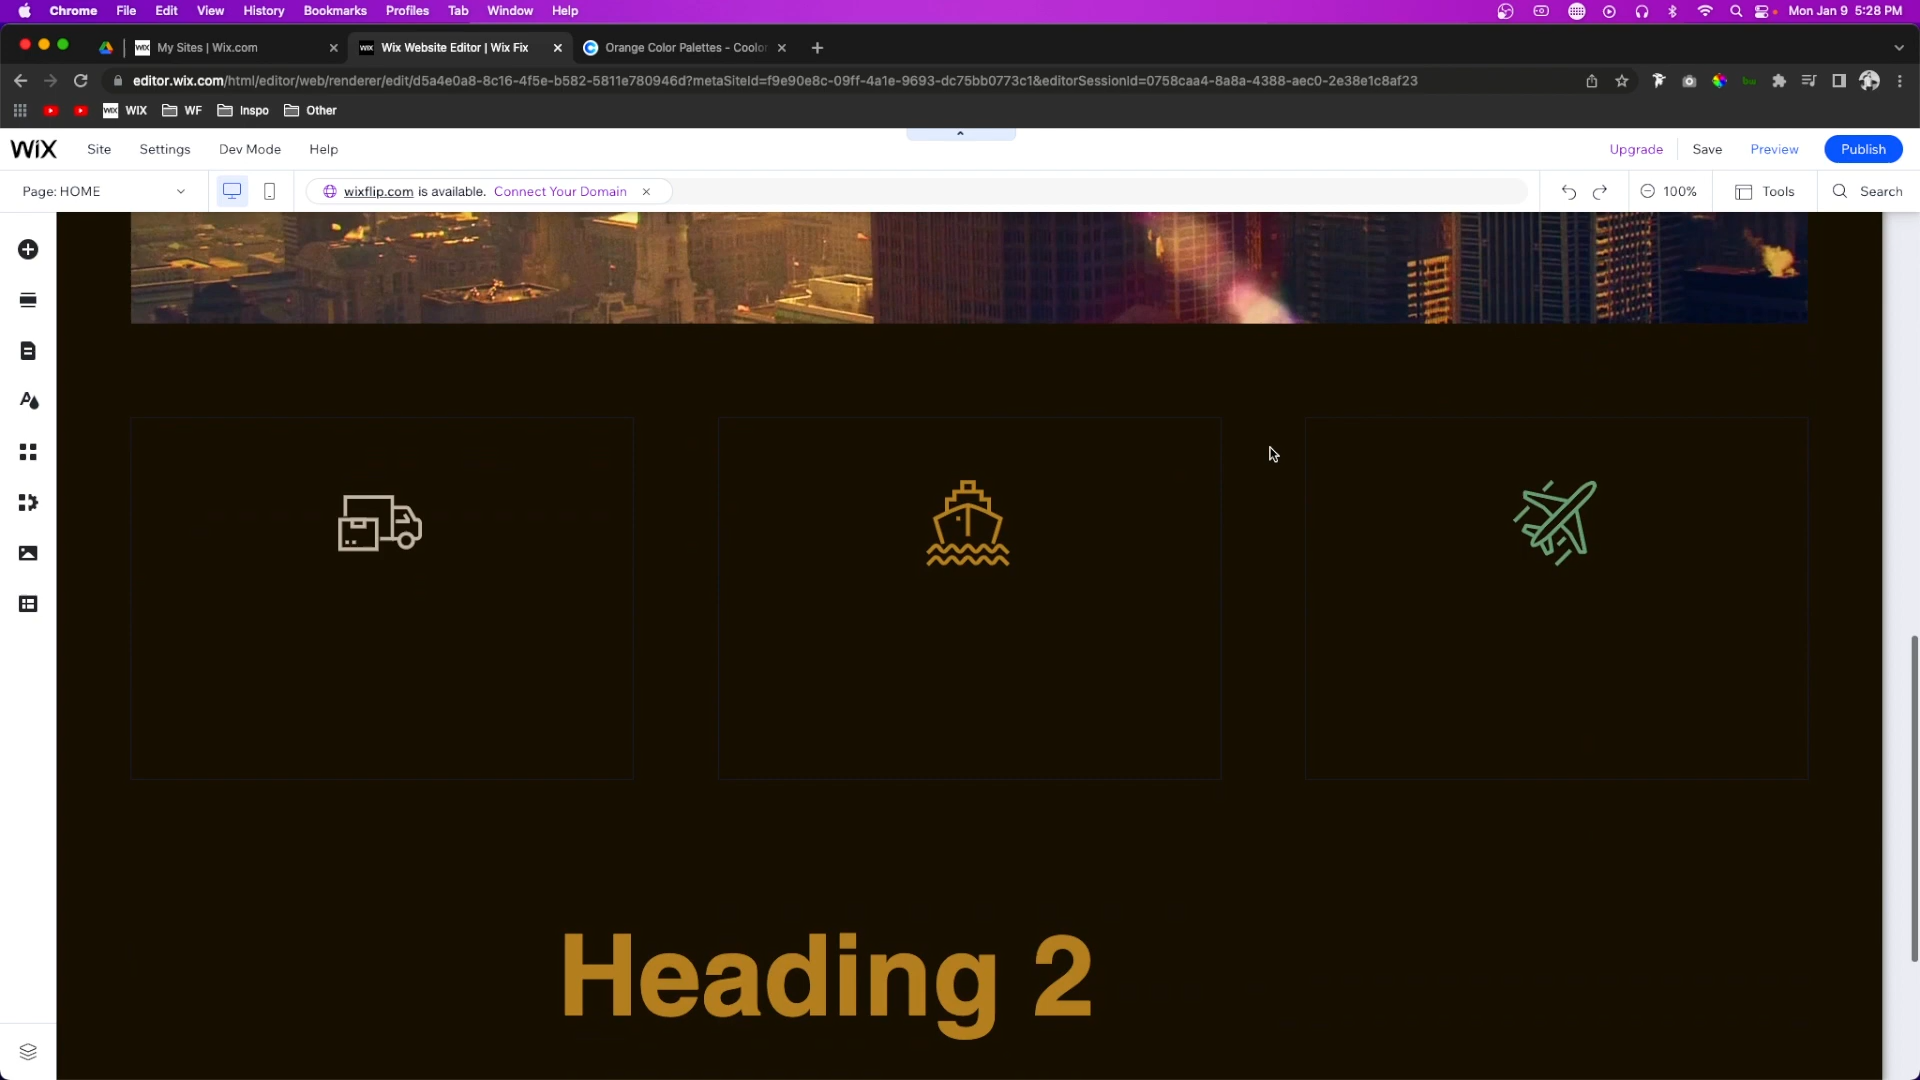 Chrome File Edit View History Bookmarks Profiles Tab Window Help Mon Jan 9 5:28 PM
WIX My Sites | Wix.com WIX Wix Website Editor | Wix Fix Orange Color Palettes - Coolor
editor.wix.com/html/editor/web/renderer/edit/d5a4e0a8-8c16-4f5e-b582-5811e780946d?metaSiteId=f9e90e8c-09ff-4a1e-9693-dc75bb0773c1&editorSessionId=0758caa4-8a8a-4388-aec0-2e38e1c8af23
WIX WIX WF Inspo Other
WIX Site Settings Dev Mode Help Upgrade Save Preview Publish
Page: HOME wixflip.com is available. Connect Your Domain 100% Tools Search
Heading 2